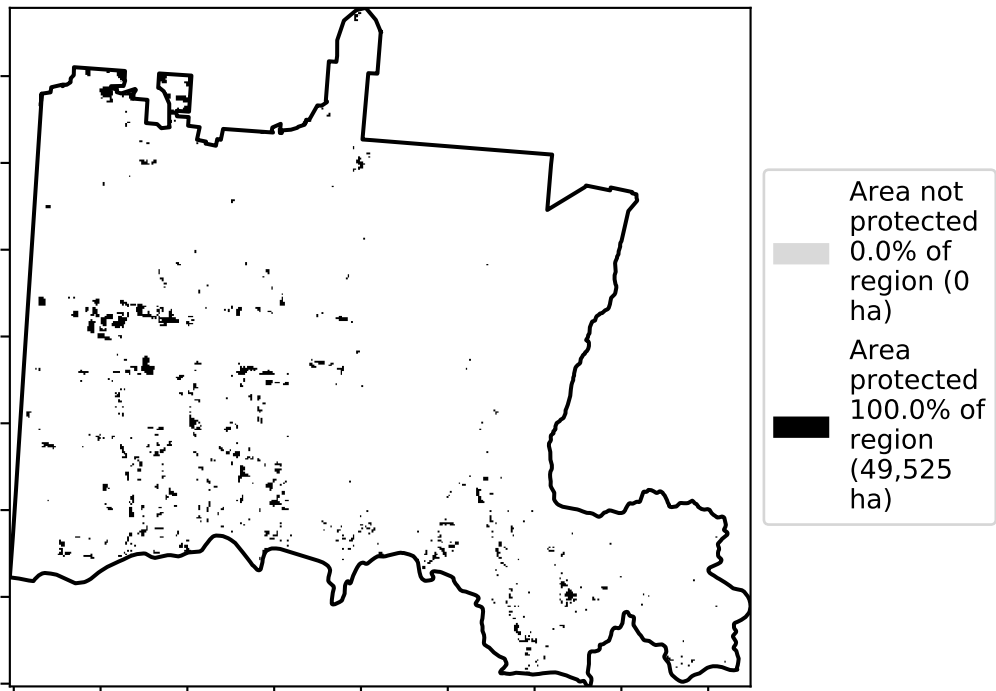 Area not
protected
0.0% of
region (0
ha)
Area
protected
100.0% of
region
(49,525
ha)